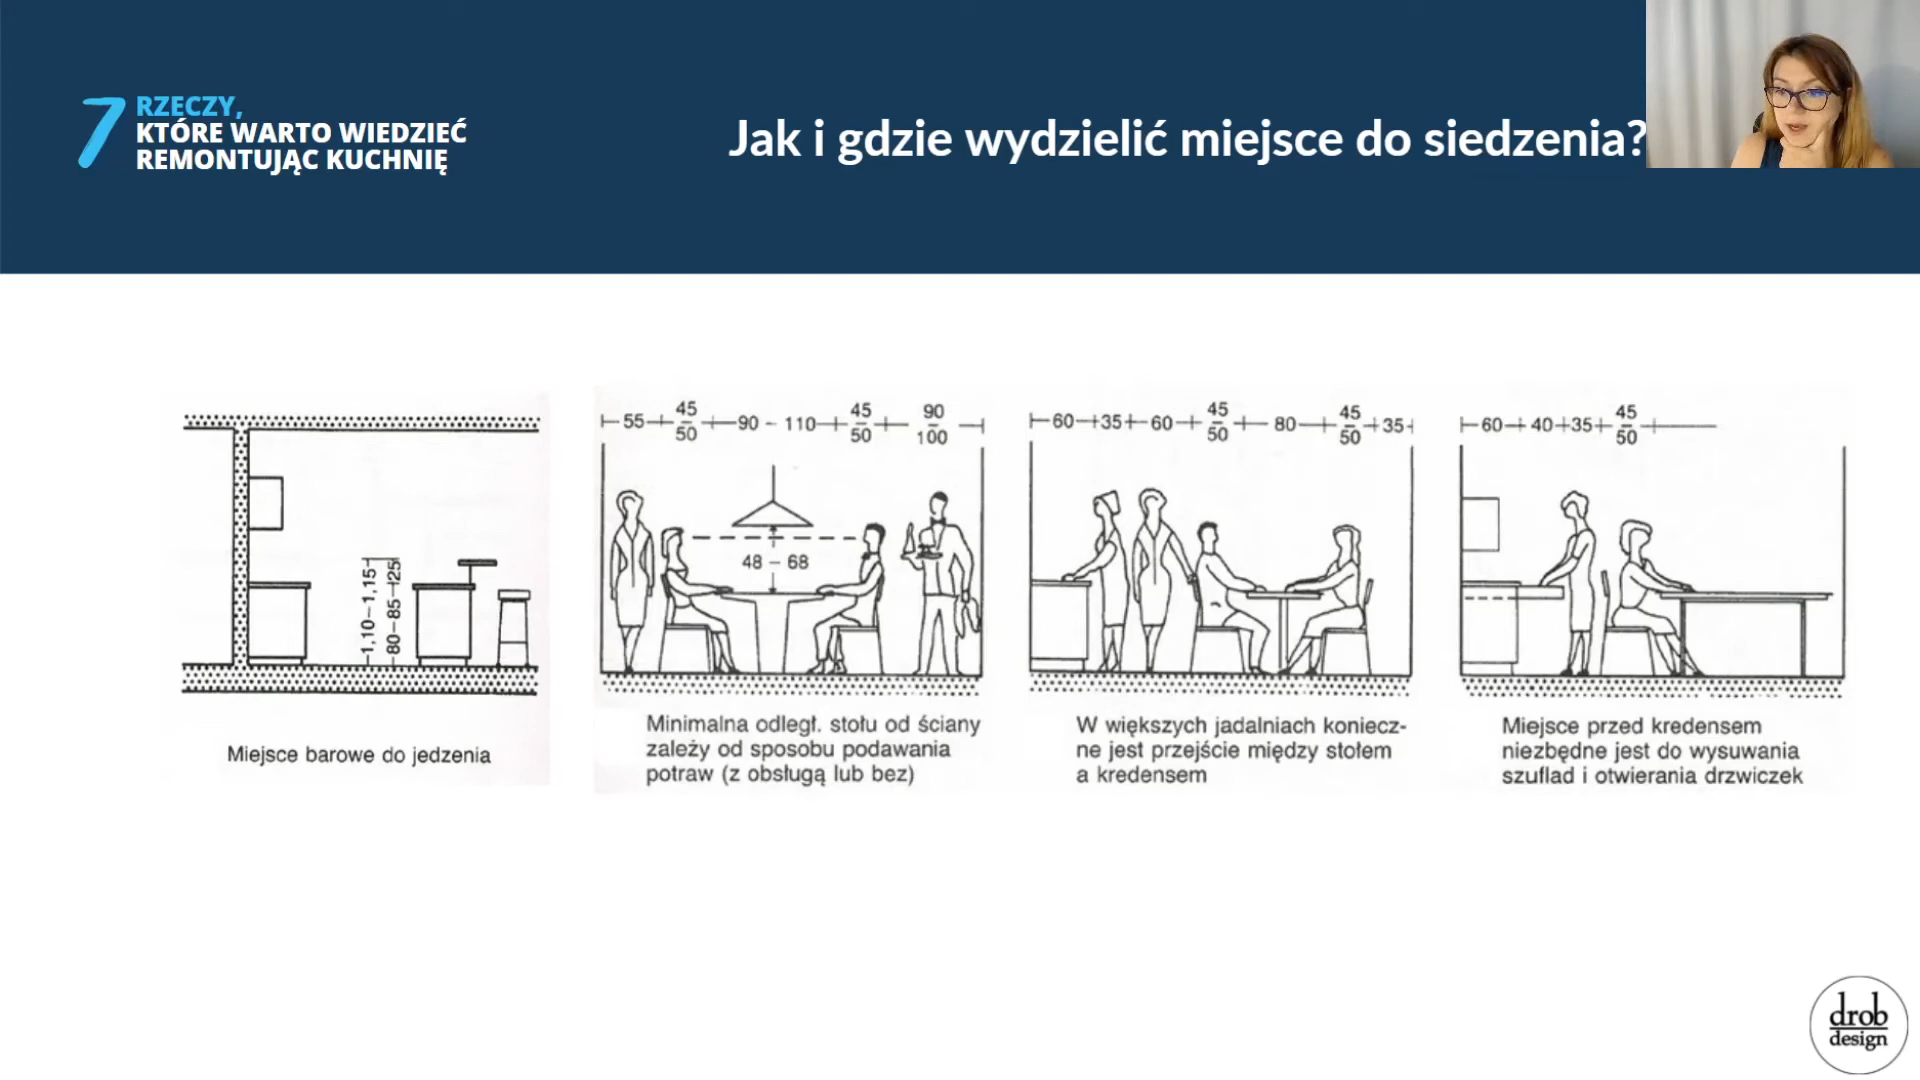 7 RZECZY,
KTÓRE WARTO WIEDZIEĆ
REMONTUJĄC KUCHNIĘ
Jak i gdzie wydzielić miejsce do siedzenia?
1,10–1,15
80–85
25
Miejsce barowe do jedzenia
55 45/50 90 – 110 45/50 90/100
48 – 68
Minimalna odległ. stołu od ściany
zależy od sposobu podawania
potraw (z obsługą lub bez)
60 35 60 45/50 80 45/50 35
W większych jadalniach koniecz-
ne jest przejście między stołem
a kredensem
60 40 35 45/50
Miejsce przed kredensem
niezbędne jest do wysuwania
szuflad i otwierania drzwiczek
drob
design